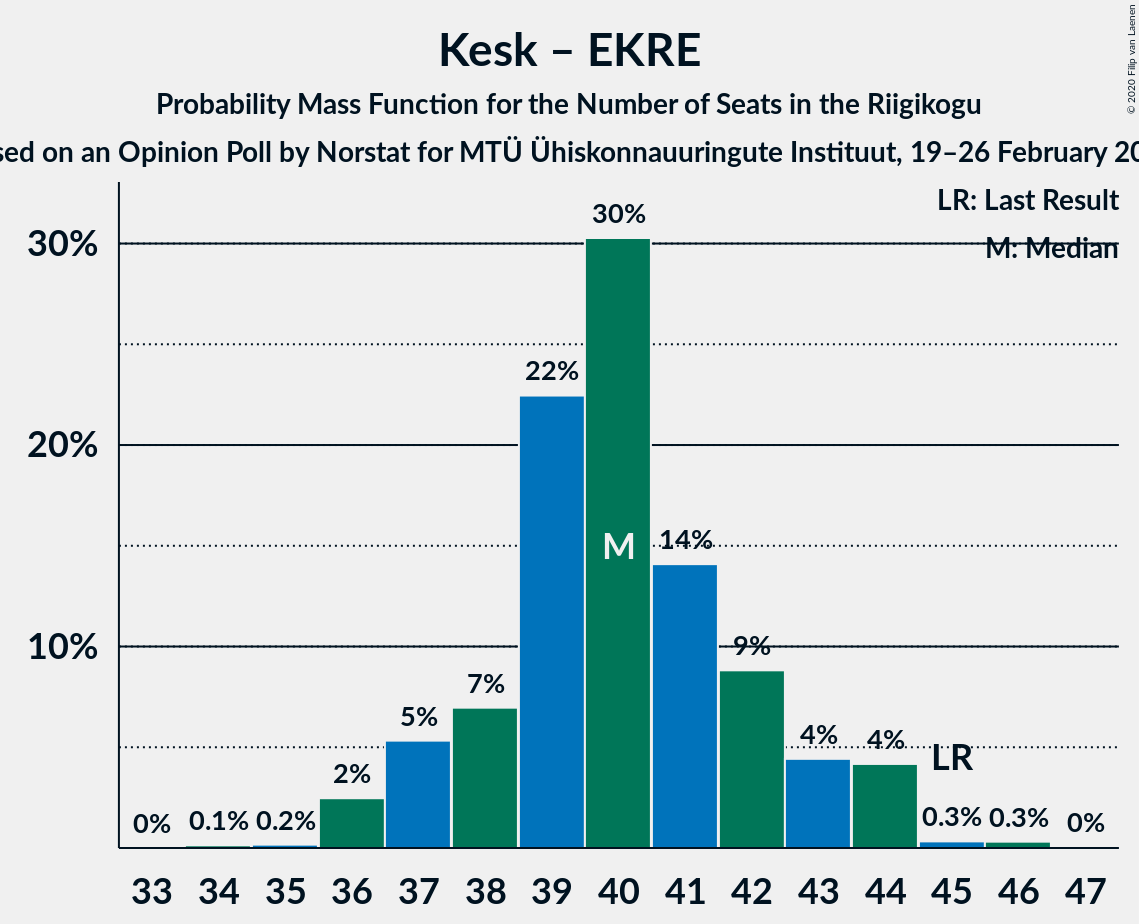 © 2020 Filip van Laenen
Kesk – EKRE
Probability Mass Function for the Number of Seats in the Riigikogu
on an Opinion Poll by Norstat for MTÜ Ühiskonnauuringute Instituut, 19–26 February
LR: Last Result
M: Median
30%
20%
10%
0% 0.1% 0.2% 2% 5% 7% 22% 30% 14% 9% 4% 4% 0.3% 0.3% 0%
M
LR
33 34 35 36 37 38 39 40 41 42 43 44 45 46 47